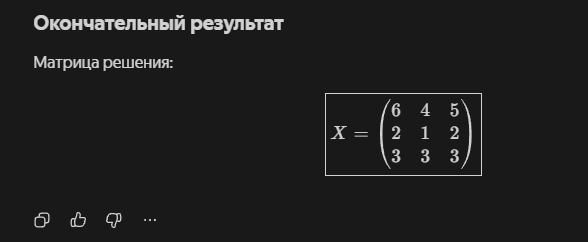 Окончательный результат
Матрица решения:
X = (6 4 5
2 1 2
3 3 3)